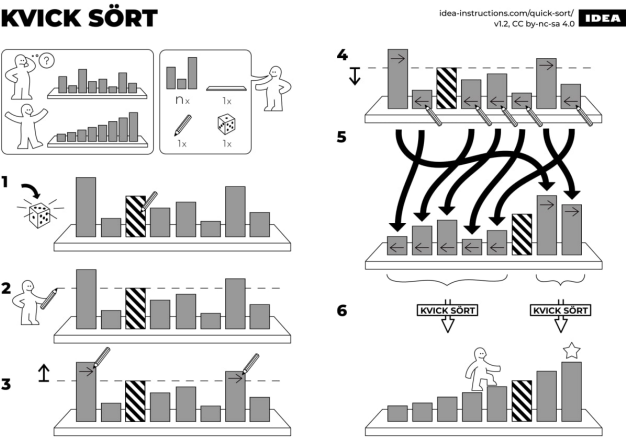 KVICK SÖRT
idea-instructions.com/quick-sort/
v1.2, CC by-nc-sa 4.0
IDEA
?
n x
1x
1x
1x
1
2
3
4
5
6
KVICK SÖRT
KVICK SÖRT